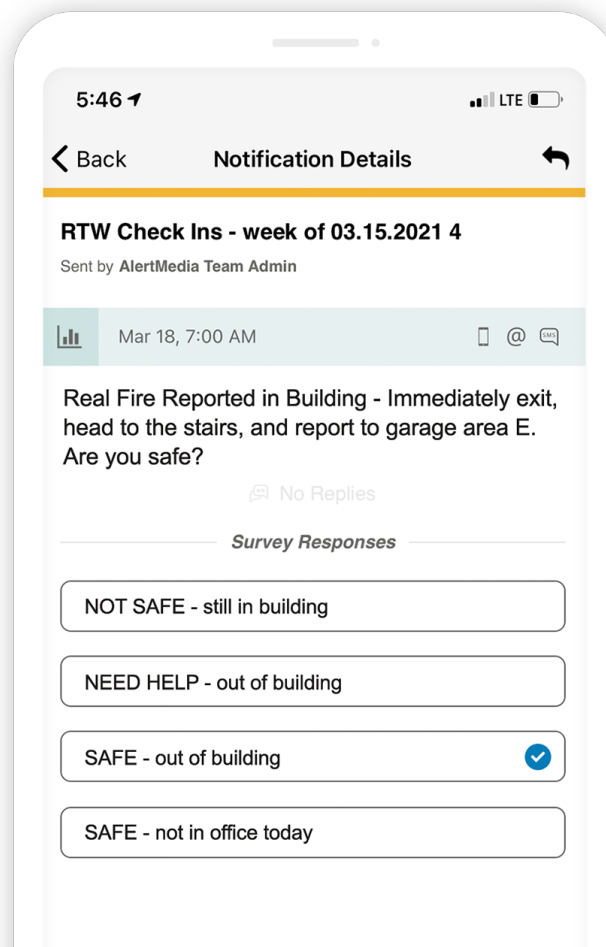 5:46
LTE
Back
Notification Details
RTW Check Ins - week of 03.15.2021 4
Sent by AlertMedia Team Admin
Mar 18, 7:00 AM
@
SMS
Real Fire Reported in Building - Immediately exit,
head to the stairs, and report to garage area E.
Are you safe?
No Replies
Survey Responses
NOT SAFE - still in building
NEED HELP - out of building
SAFE - out of building
SAFE - not in office today